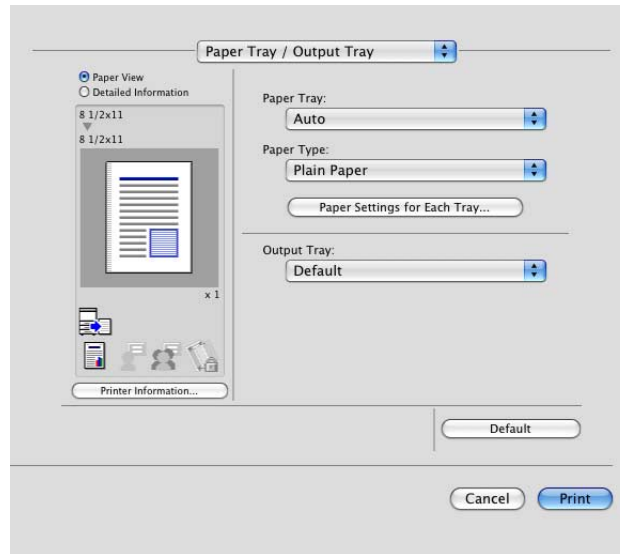 Paper Tray / Output Tray
Paper View
Detailed Information
8 1/2x11
8 1/2x11
x 1
Printer Information...
Paper Tray:
Auto
Paper Type:
Plain Paper
Paper Settings for Each Tray...
Output Tray:
Default
Default
Cancel
Print